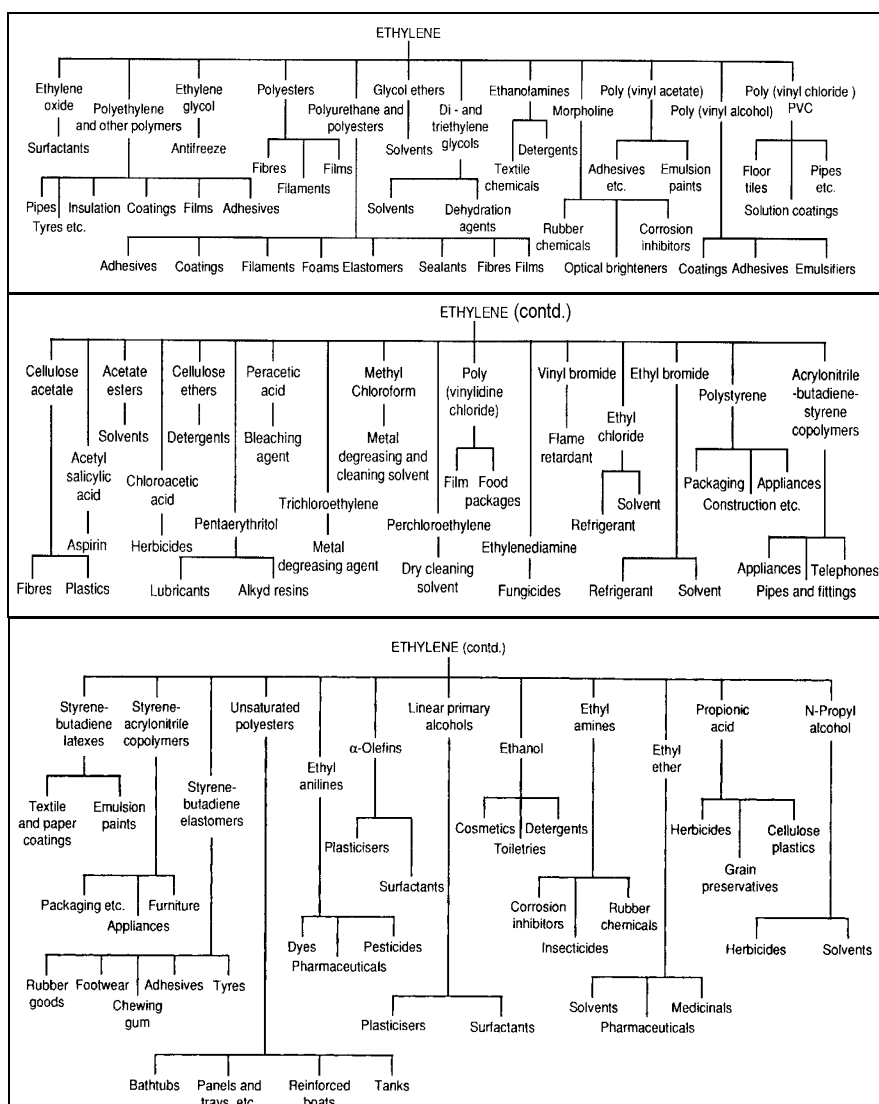 ETHYLENE
Ethylene
oxide
Surfactants
Polyethylene
and other polymers
Pipes
Tyres etc.
Insulation
Coatings
Films
Adhesives
Ethylene
glycol
Antifreeze
Polyesters
Fibres
Filaments
Films
Polyurethane and
polyesters
Adhesives
Coatings
Filaments
Foams
Elastomers
Sealants
Fibres
Films
Glycol ethers
Solvents
Di - and
triethylene
glycols
Solvents
Dehydration
agents
Ethanolamines
Textile
chemicals
Detergents
Morpholine
Rubber
chemicals
Optical brighteners
Corrosion
inhibitors
Poly (vinyl acetate)
Adhesives
etc.
Emulsion
paints
Poly (vinyl alcohol)
Coatings
Adhesives
Emulsifiers
Poly (vinyl chloride )
PVC
Floor
tiles
Solution coatings
Pipes
etc.
ETHYLENE (contd.)
Cellulose
acetate
Fibres
Plastics
Acetyl
salicylic
acid
Aspirin
Acetate
esters
Solvents
Chloroacetic
acid
Herbicides
Cellulose
ethers
Detergents
Pentaerythritol
Lubricants
Alkyd resins
Peracetic
acid
Bleaching
agent
Trichloroethylene
Metal
degreasing agent
Methyl
Chloroform
Metal
degreasing and
cleaning solvent
Perchloroethylene
Dry cleaning
solvent
Poly
(vinylidine
chloride)
Film
Food
packages
Ethylenediamine
Fungicides
Vinyl bromide
Flame
retardant
Ethyl
chloride
Refrigerant
Solvent
Ethyl bromide
Refrigerant
Solvent
Polystyrene
Packaging
Construction etc.
Appliances
Acrylonitrile
-butadiene-
styrene
copolymers
Appliances
Pipes and fittings
Telephones
ETHYLENE (contd.)
Styrene-
butadiene
latexes
Textile
and paper
coatings
Emulsion
paints
Styrene-
acrylonitrile
copolymers
Packaging etc.
Appliances
Furniture
Styrene-
butadiene
elastomers
Rubber
goods
Footwear
Chewing
gum
Adhesives
Tyres
Unsaturated
polyesters
Bathtubs
Panels and
trays, etc.
Reinforced
boats
Tanks
Ethyl
anilines
Dyes
Pharmaceuticals
Pesticides
α-Olefins
Plasticisers
Surfactants
Linear primary
alcohols
Plasticisers
Surfactants
Ethanol
Cosmetics
Toiletries
Detergents
Ethyl
amines
Corrosion
inhibitors
Insecticides
Rubber
chemicals
Ethyl
ether
Solvents
Pharmaceuticals
Medicinals
Propionic
acid
Herbicides
Grain
preservatives
Cellulose
plastics
N-Propyl
alcohol
Herbicides
Solvents